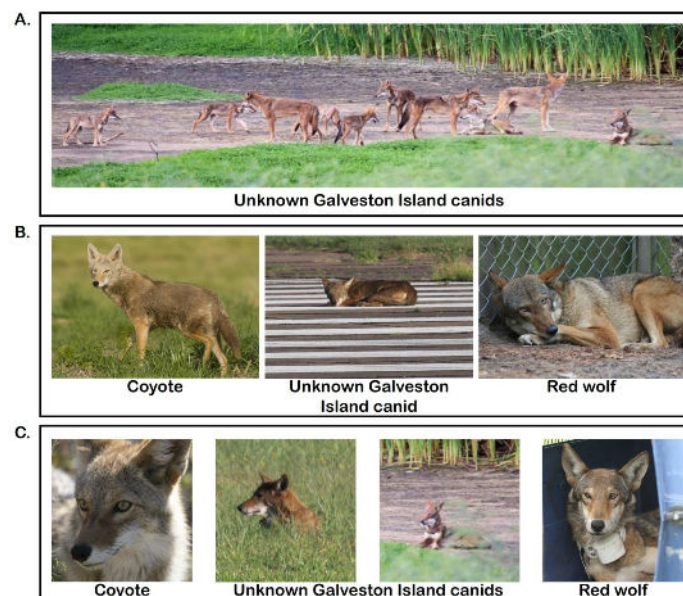 A.
Unknown Galveston Island canids
B.
Coyote
Unknown Galveston
Island canid
Red wolf
C.
Coyote
Unknown Galveston Island canids
Red wolf